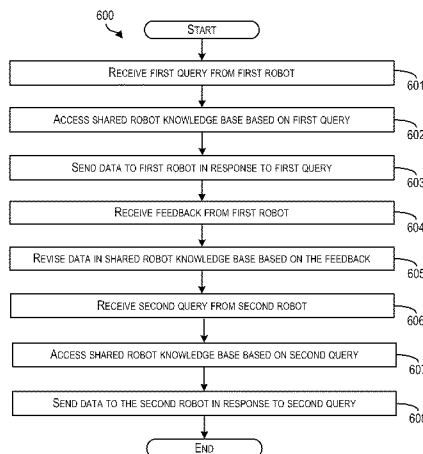 600
START
RECEIVE FIRST QUERY FROM FIRST ROBOT
601
ACCESS SHARED ROBOT KNOWLEDGE BASE BASED ON FIRST QUERY
602
SEND DATA TO FIRST ROBOT IN RESPONSE TO FIRST QUERY
603
RECEIVE FEEDBACK FROM FIRST ROBOT
604
REVISE DATA IN SHARED ROBOT KNOWLEDGE BASE BASED ON THE FEEDBACK
605
RECEIVE SECOND QUERY FROM SECOND ROBOT
606
ACCESS SHARED ROBOT KNOWLEDGE BASE BASED ON SECOND QUERY
607
SEND DATA TO THE SECOND ROBOT IN RESPONSE TO SECOND QUERY
608
END